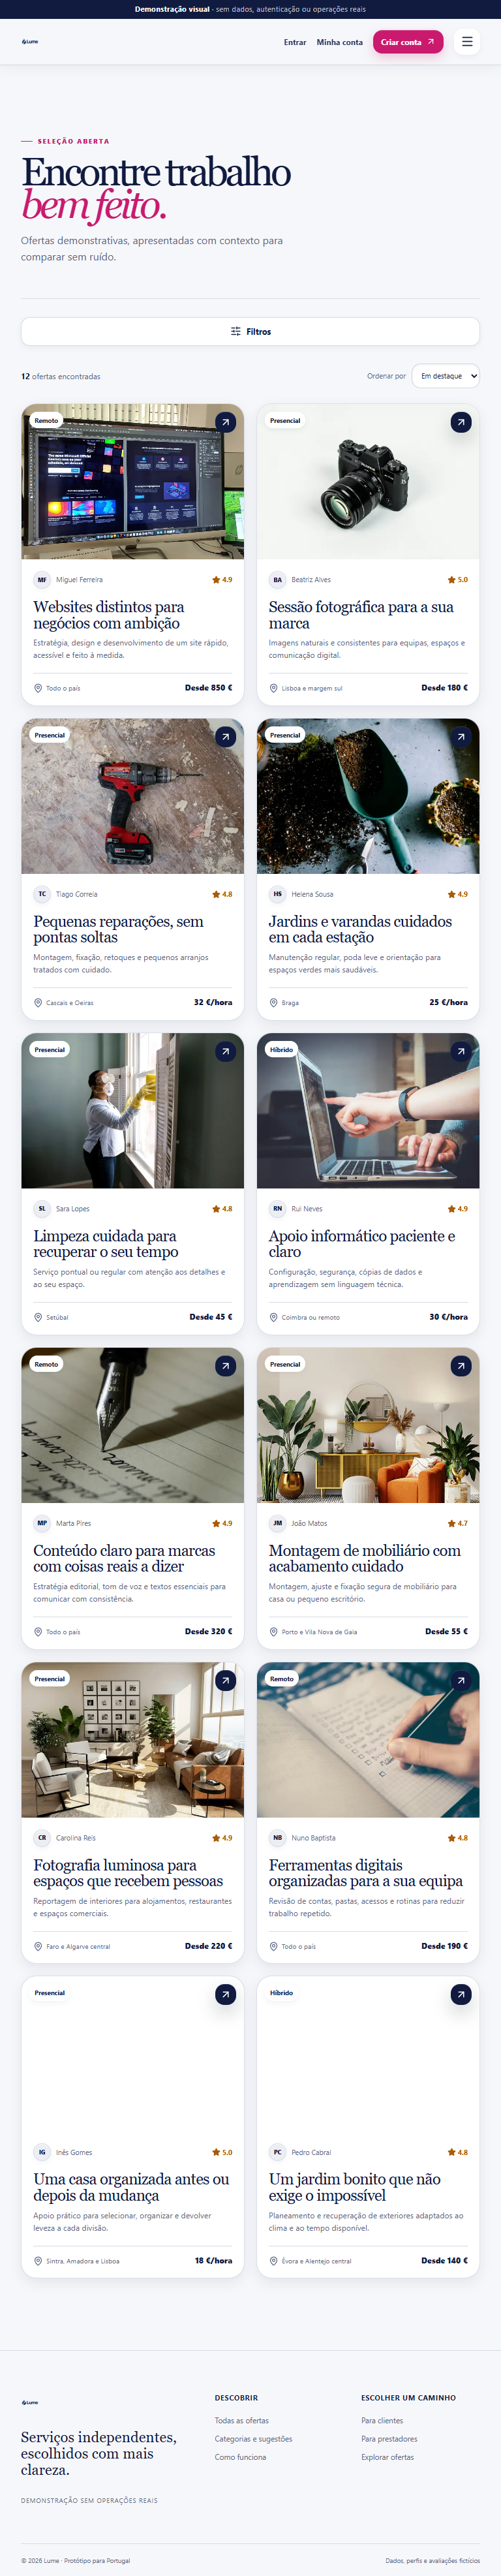 Demonstração visual · sem dados, autenticação ou operações reais
Lume
Entrar
Minha conta
Criar conta
SELEÇÃO ABERTA
Encontre trabalho
bem feito.
Ofertas demonstrativas, apresentadas com contexto para
comparar sem ruído.
Filtros
12 ofertas encontradas
Ordenar por
Em destaque
Remoto
MF
Miguel Ferreira
4.9
Websites distintos para
negócios com ambição
Estratégia, design e desenvolvimento de um site rápido,
acessível e feito à medida.
Todo o país
Desde 850 €
Presencial
BA
Beatriz Alves
5.0
Sessão fotográfica para a sua
marca
Imagens naturais e consistentes para equipas, espaços e
comunicação digital.
Lisboa e margem sul
Desde 180 €
Presencial
TC
Tiago Correia
4.8
Pequenas reparações, sem
pontas soltas
Montagem, fixação, retoques e pequenos arranjos
tratados com cuidado.
Cascais e Oeiras
32 €/hora
Presencial
HS
Helena Sousa
4.9
Jardins e varandas cuidados
em cada estação
Manutenção regular, poda leve e orientação para
espaços verdes mais saudáveis.
Braga
25 €/hora
Presencial
SL
Sara Lopes
4.8
Limpeza cuidada para
recuperar o seu tempo
Serviço pontual ou regular com atenção aos detalhes e
ao seu espaço.
Setúbal
Desde 45 €
Híbrido
RN
Rui Neves
4.9
Apoio informático paciente e
claro
Configuração, segurança, cópias de dados e
aprendizagem sem linguagem técnica.
Coimbra ou remoto
30 €/hora
Remoto
MP
Marta Pires
4.9
Conteúdo claro para marcas
com coisas reais a dizer
Estratégia editorial, tom de voz e textos essenciais para
comunicar com consistência.
Todo o país
Desde 320 €
Presencial
JM
João Matos
4.7
Montagem de mobiliário com
acabamento cuidado
Montagem, ajuste e fixação segura de mobiliário para
casa ou pequeno escritório.
Porto e Vila Nova de Gaia
Desde 55 €
Presencial
CR
Carolina Reis
4.9
Fotografia luminosa para
espaços que recebem pessoas
Reportagem de interiores para alojamentos, restaurantes
e espaços comerciais.
Faro e Algarve central
Desde 220 €
Remoto
NB
Nuno Baptista
4.8
Ferramentas digitais
organizadas para a sua equipa
Revisão de contas, pastas, acessos e rotinas para reduzir
trabalho repetido.
Todo o país
Desde 190 €
Presencial
IG
Inês Gomes
5.0
Uma casa organizada antes ou
depois da mudança
Apoio prático para selecionar, organizar e devolver
leveza a cada divisão.
Sintra, Amadora e Lisboa
18 €/hora
Híbrido
PC
Pedro Cabral
4.8
Um jardim bonito que não
exige o impossível
Planeamento e recuperação de exteriores adaptados ao
clima e ao tempo disponível.
Évora e Alentejo central
Desde 140 €
Lume
Serviços independentes,
escolhidos com mais
clareza.
DEMONSTRAÇÃO SEM OPERAÇÕES REAIS
DESCOBRIR
Todas as ofertas
Categorias e sugestões
Como funciona
ESCOLHER UM CAMINHO
Para clientes
Para prestadores
Explorar ofertas
© 2026 Lume · Protótipo para Portugal
Dados, perfis e avaliações fictícios